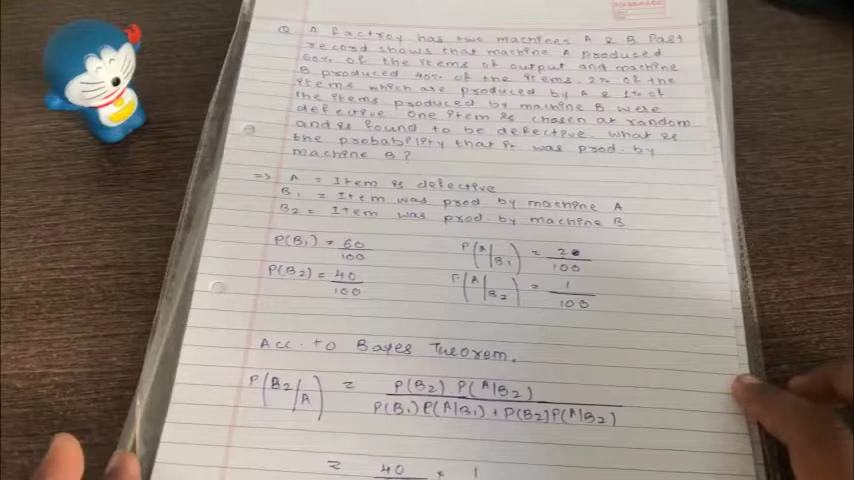 Q A Factroy has two machines A & B Past
record shows that machine A produced
60% of the items of output and machine
B produced 40% of the items. 2% of the
items which are produced by A & 1% of
the items produced by machine B were
defective. One item is chosen at random
and is found to be defective. What is
the probability that it was prod. by
machine B?
=> A = Item is defective
B1 = Item was prod by machine A
B2 = Item was prod by machine B
P(B1) = 60/100 P(A/B1) = 2/100
P(B2) = 40/100 P(A|B2) = 1/100
Acc. to Bayes Theorem.
P(B2/A) = P(B2) P(A|B2) / P(B1) P(A|B1) + P(B2) P(A|B2)
= 40 * 1